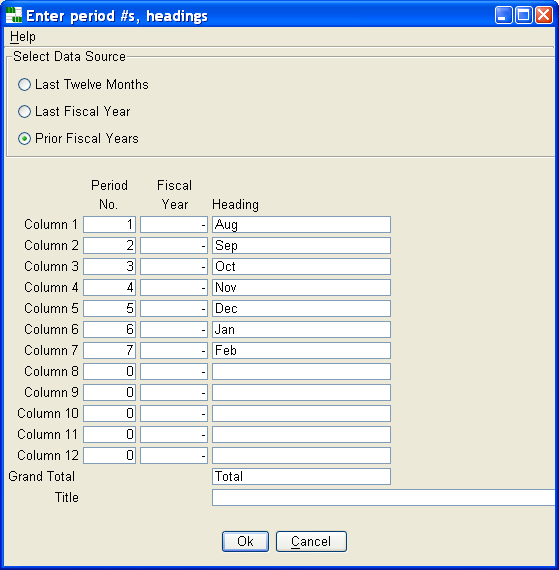 Enter period #s, headings
Help
Select Data Source
Last Twelve Months
Last Fiscal Year
Prior Fiscal Years
Period Fiscal
No. Year Heading
Column 1 1 - Aug
Column 2 2 - Sep
Column 3 3 - Oct
Column 4 4 - Nov
Column 5 5 - Dec
Column 6 6 - Jan
Column 7 7 - Feb
Column 8 0 -
Column 9 0 -
Column 10 0 -
Column 11 0 -
Column 12 0 -
Grand Total Total
Title
Ok Cancel